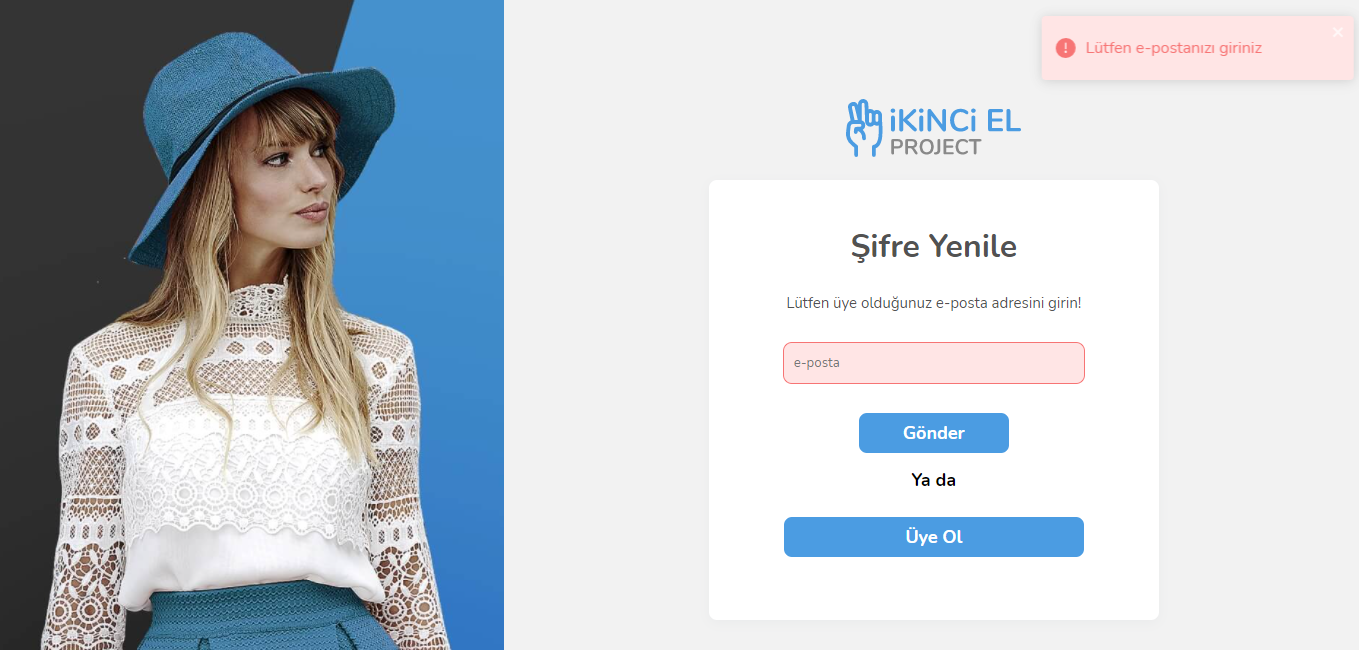 Lütfen e-postanızı giriniz
iKiNCi EL
PROJECT
Şifre Yenile
Lütfen üye olduğunuz e-posta adresini girin!
e-posta
Gönder
Ya da
Üye Ol